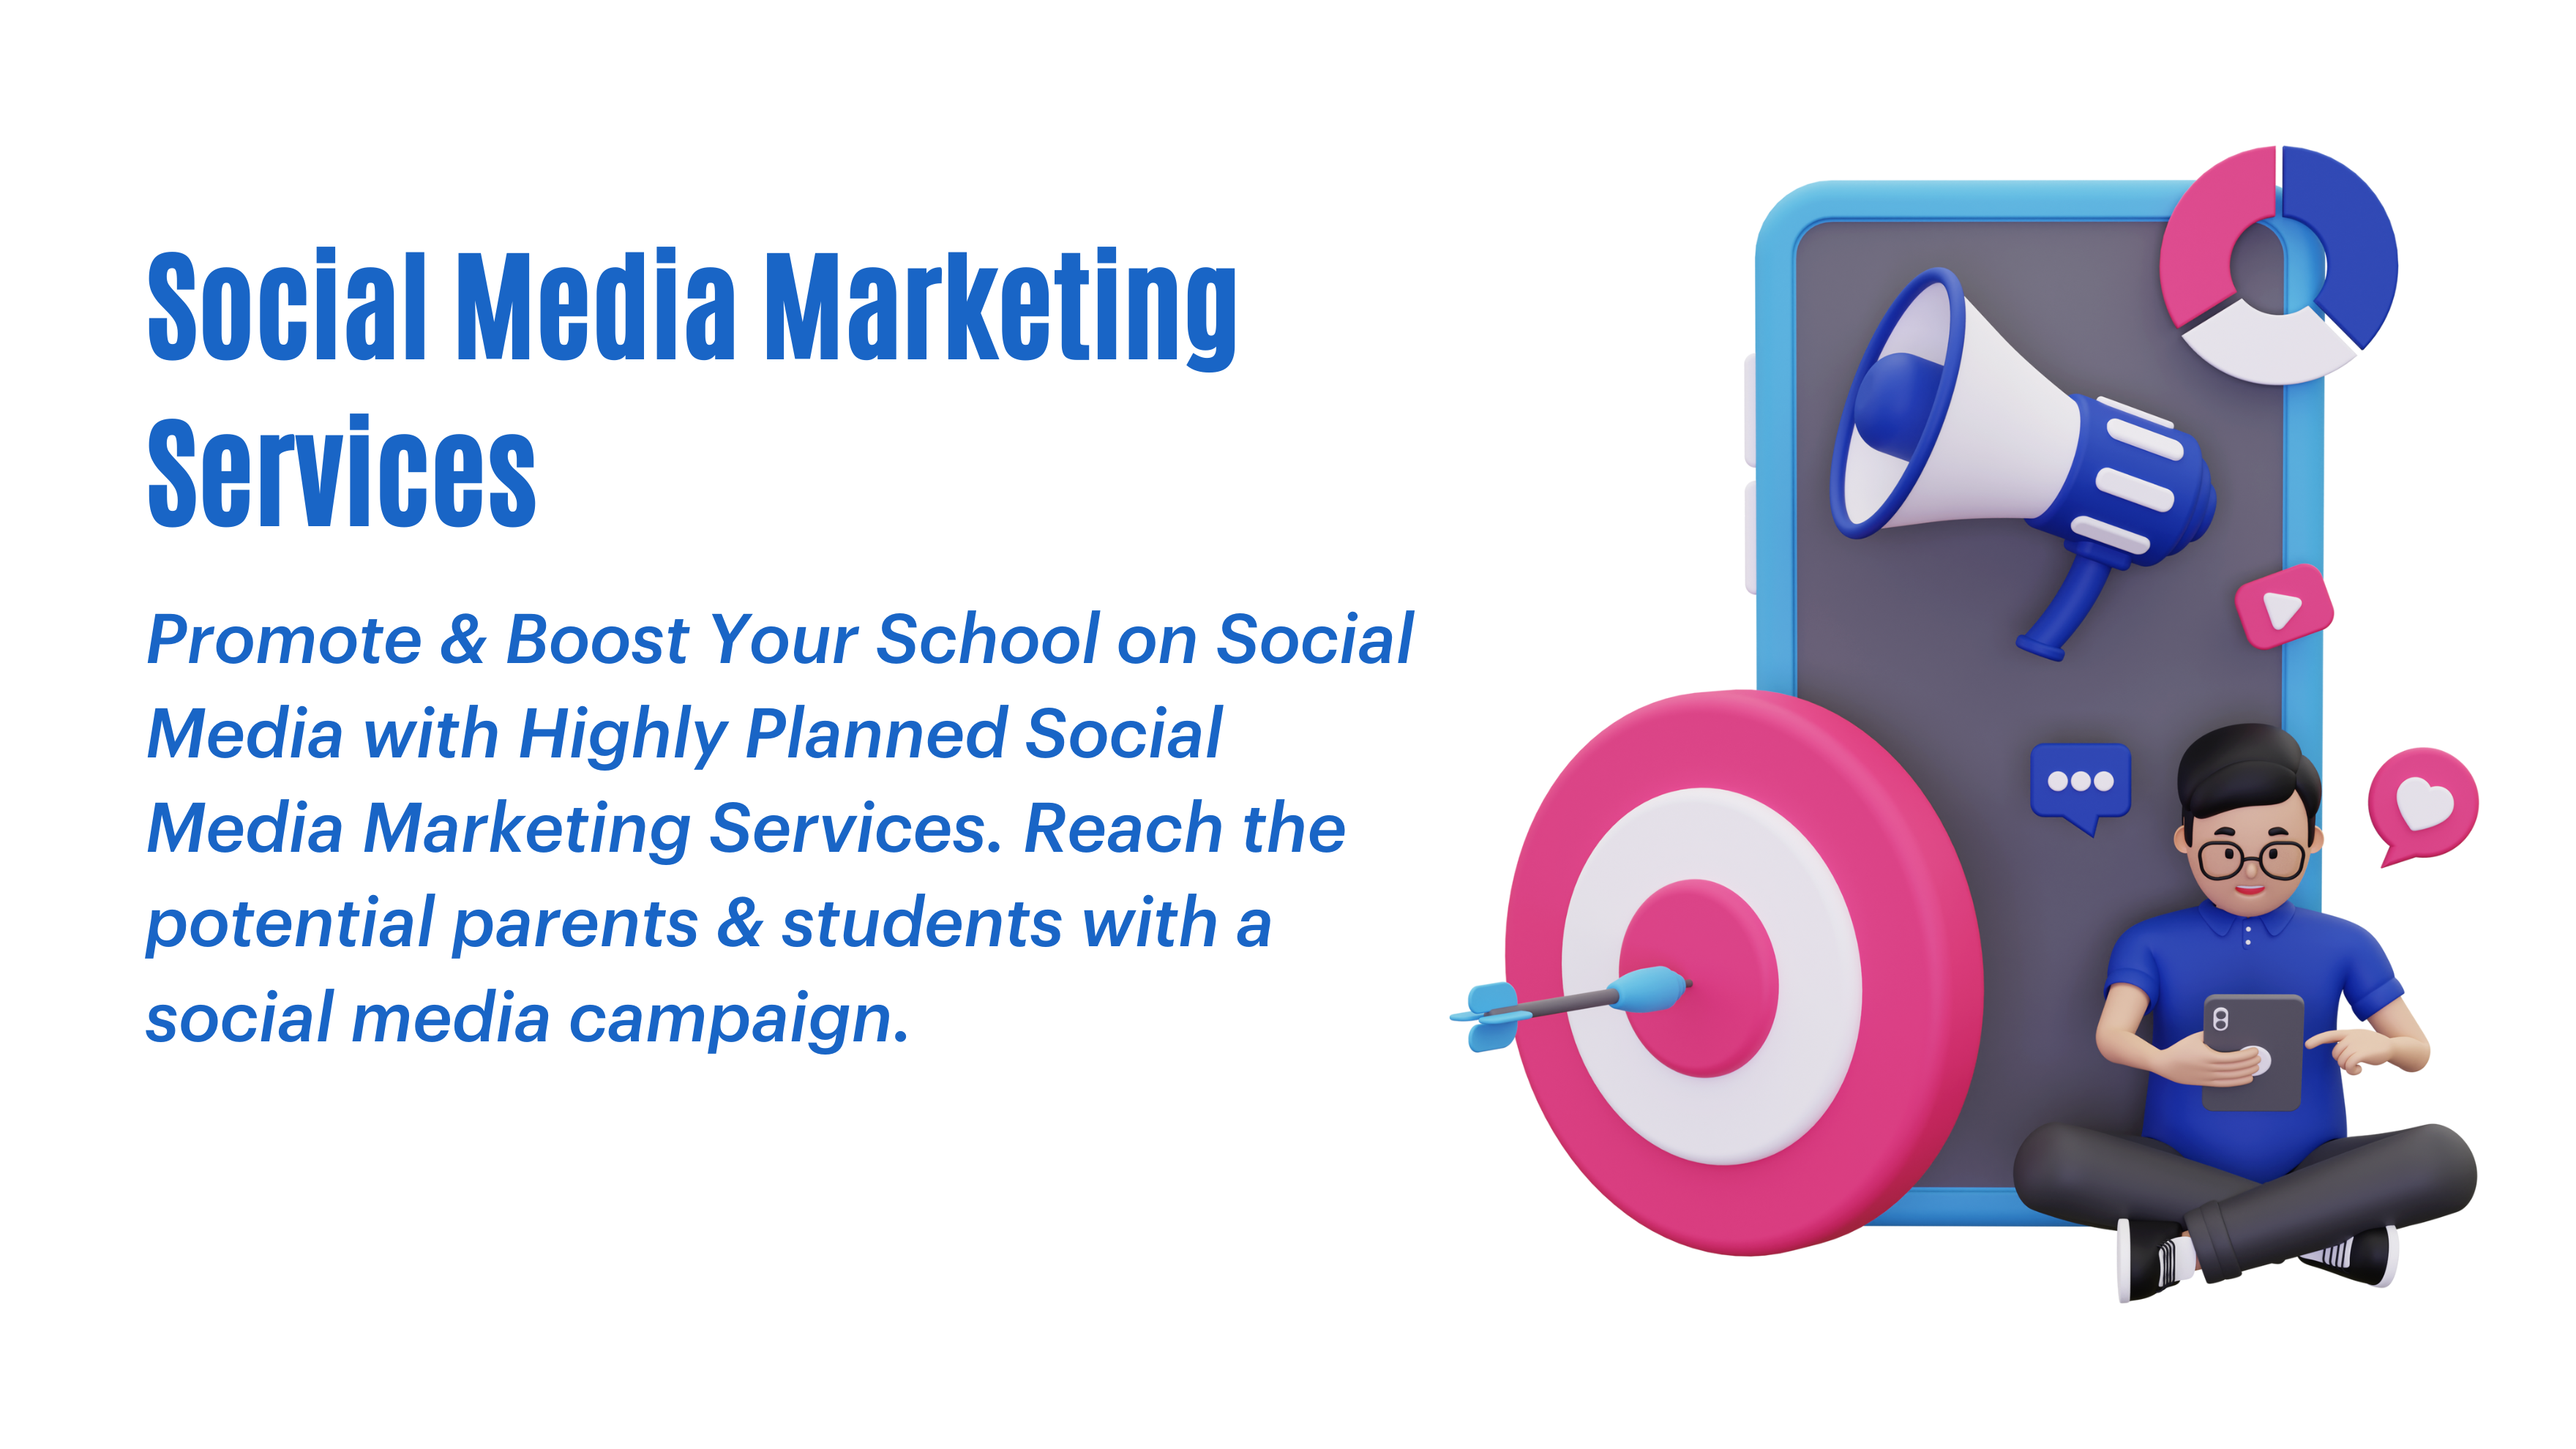 Social Media Marketing
Services
Promote & Boost Your School on Social
Media with Highly Planned Social
Media Marketing Services. Reach the
potential parents & students with a
social media campaign.